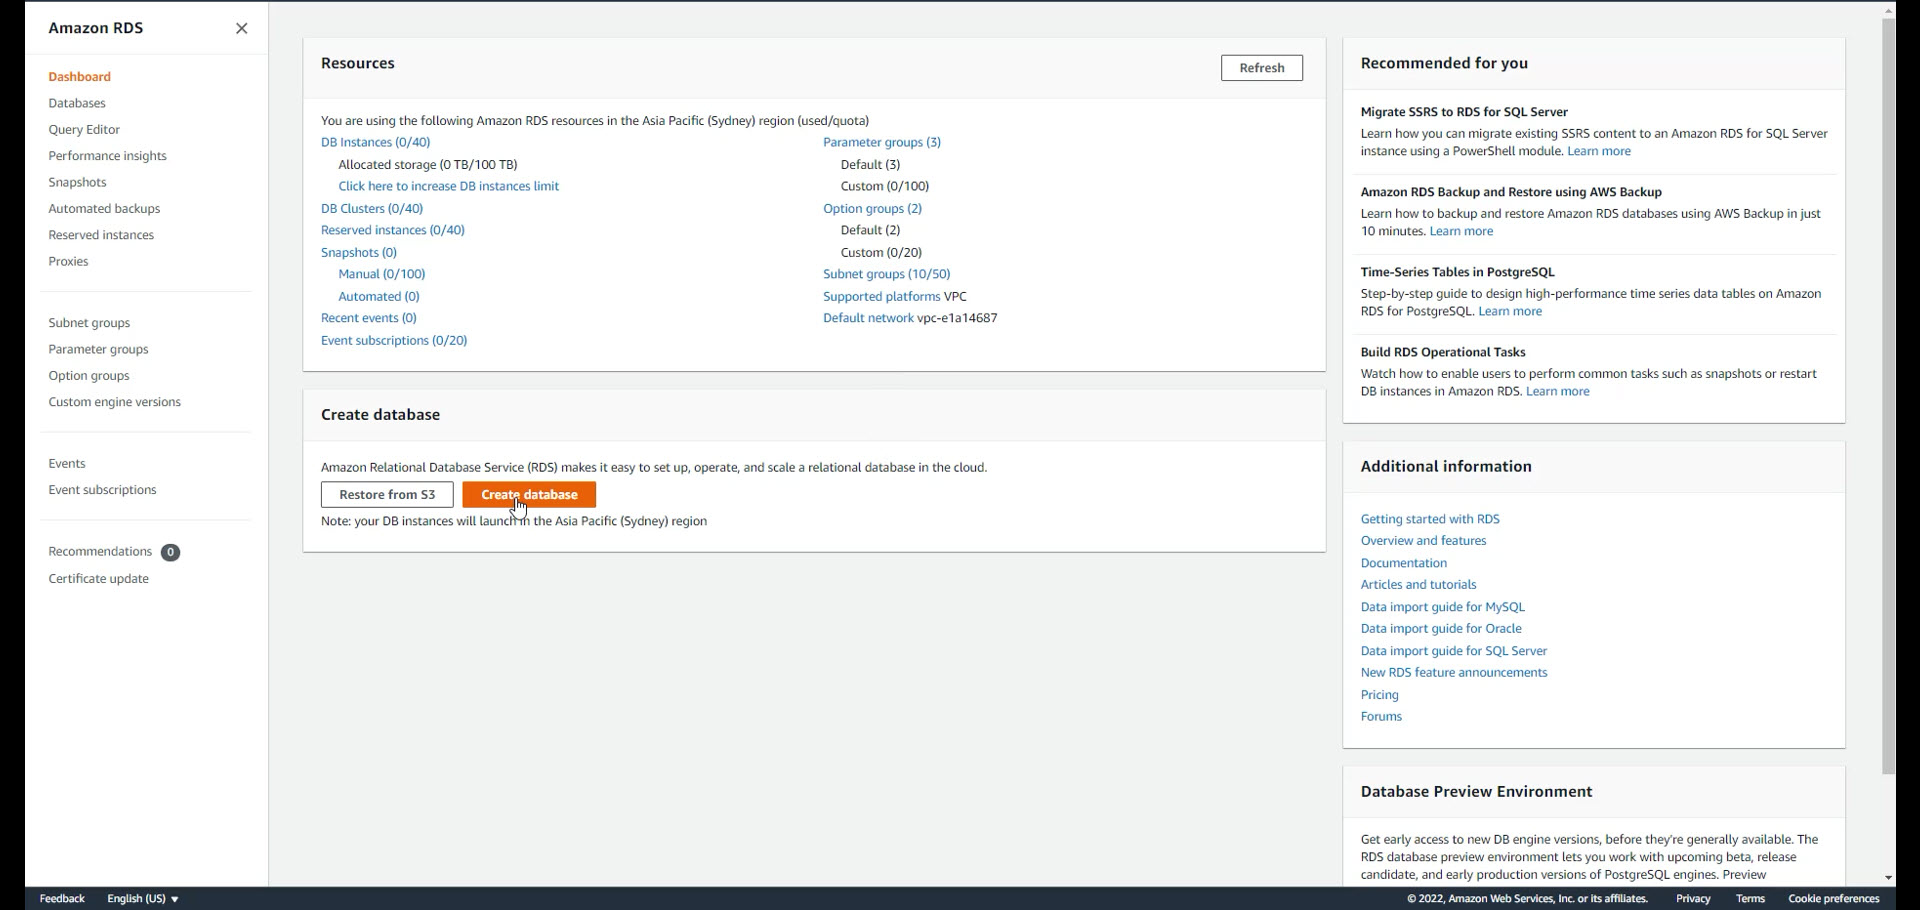 Amazon RDS
Dashboard
Databases
Query Editor
Performance insights
Snapshots
Automated backups
Reserved instances
Proxies
Subnet groups
Parameter groups
Option groups
Custom engine versions
Events
Event subscriptions
Recommendations 0
Certificate update
Resources
Refresh
You are using the following Amazon RDS resources in the Asia Pacific (Sydney) region (used/quota)
DB Instances (0/40)
Allocated storage (0 TB/100 TB)
Click here to increase DB instances limit
DB Clusters (0/40)
Reserved instances (0/40)
Snapshots (0)
Manual (0/100)
Automated (0)
Recent events (0)
Event subscriptions (0/20)
Parameter groups (3)
Default (3)
Custom (0/100)
Option groups (2)
Default (2)
Custom (0/20)
Subnet groups (10/50)
Supported platforms VPC
Default network vpc-e1a14687
Create database
Amazon Relational Database Service (RDS) makes it easy to set up, operate, and scale a relational database in the cloud.
Restore from S3
Create database
Note: your DB instances will launch in the Asia Pacific (Sydney) region
Recommended for you
Migrate SSRS to RDS for SQL Server
Learn how you can migrate existing SSRS content to an Amazon RDS for SQL Server
instance using a PowerShell module. Learn more
Amazon RDS Backup and Restore using AWS Backup
Learn how to backup and restore Amazon RDS databases using AWS Backup in just
10 minutes. Learn more
Time-Series Tables in PostgreSQL
Step-by-step guide to design high-performance time series data tables on Amazon
RDS for PostgreSQL. Learn more
Build RDS Operational Tasks
Watch how to enable users to perform common tasks such as snapshots or restart
DB instances in Amazon RDS. Learn more
Additional information
Getting started with RDS
Overview and features
Documentation
Articles and tutorials
Data import guide for MySQL
Data import guide for Oracle
Data import guide for SQL Server
New RDS feature announcements
Pricing
Forums
Database Preview Environment
Get early access to new DB engine versions, before they're generally available. The
RDS database preview environment lets you work with upcoming beta, release
candidate, and early production versions of PostgreSQL engines. Preview
Feedback
English (US)
© 2022, Amazon Web Services, Inc. or its affiliates.
Privacy
Terms
Cookie preferences